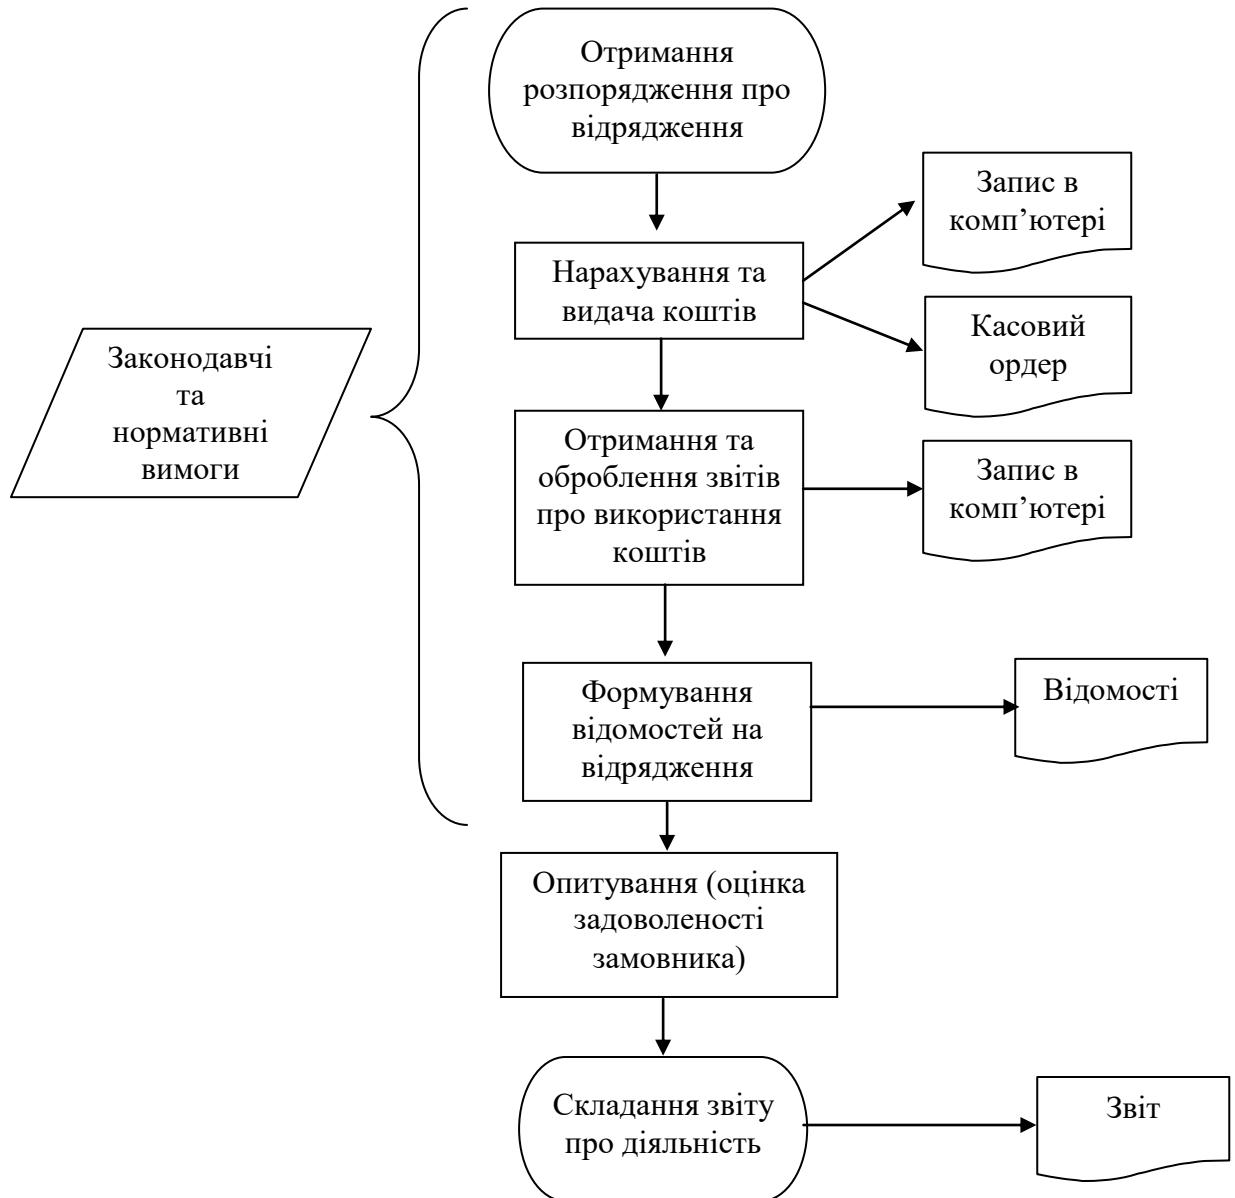 Отримання
розпорядження про
відрядження
Запис в
комп’ютері
Нарахування та
видача коштів
Касовий
ордер
Законодавчі
та
нормативні
вимоги
Отримання та
оброблення звітів
про використання
коштів
Запис в
комп’ютері
Формування
відомостей на
відрядження
Відомості
Опитування (оцінка
задоволеності
замовника)
Складання звіту
про діяльність
Звіт